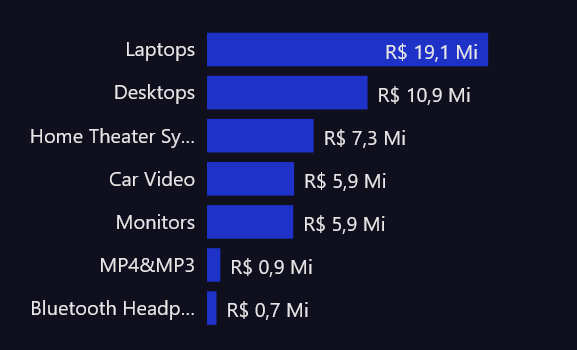 Laptops R$ 19,1 Mi
Desktops R$ 10,9 Mi
Home Theater Sy... R$ 7,3 Mi
Car Video R$ 5,9 Mi
Monitors R$ 5,9 Mi
MP4&MP3 R$ 0,9 Mi
Bluetooth Headp... R$ 0,7 Mi